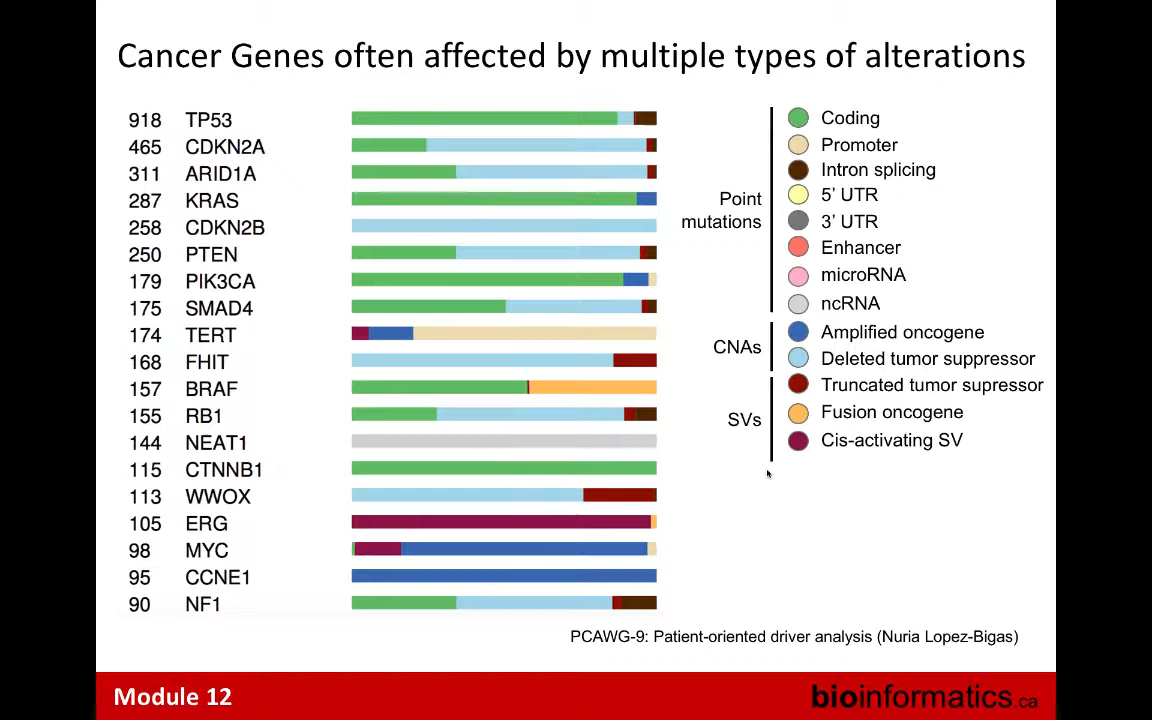 Cancer Genes often affected by multiple types of alterations
918 TP53
465 CDKN2A
311 ARID1A
287 KRAS
258 CDKN2B
250 PTEN
179 PIK3CA
175 SMAD4
174 TERT
168 FHIT
157 BRAF
155 RB1
144 NEAT1
115 CTNNB1
113 WWOX
105 ERG
98 MYC
95 CCNE1
90 NF1
Point
mutations
Coding
Promoter
Intron splicing
5’ UTR
3’ UTR
Enhancer
microRNA
ncRNA
CNAs
Amplified oncogene
Deleted tumor suppressor
SVs
Truncated tumor supressor
Fusion oncogene
Cis-activating SV
PCAWG-9: Patient-oriented driver analysis (Nuria Lopez-Bigas)
Module 12
bioinformatics.ca